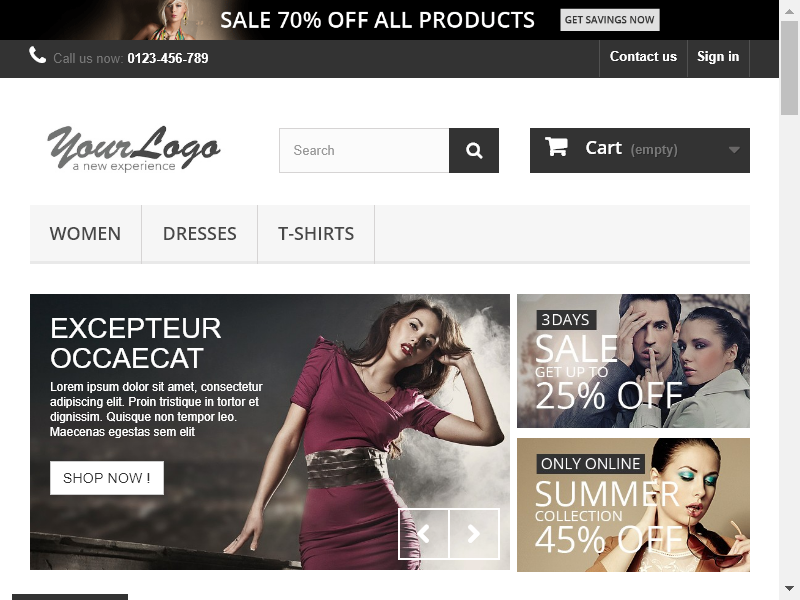 SALE 70% OFF ALL PRODUCTS
GET SAVINGS NOW
Call us now: 0123-456-789
Contact us
Sign in
YourLogo
a new experience
Search
Cart (empty)
WOMEN
DRESSES
T-SHIRTS
EXCEPTEUR
OCCAECAT
Lorem ipsum dolor sit amet, consectetur
adipiscing elit. Proin tristique in tortor et
dignissim. Quisque non tempor leo.
Maecenas egestas sem elit
SHOP NOW !
3DAYS
SALE
GET UP TO
25% OFF
ONLY ONLINE
SUMMER
COLLECTION
45% OFF